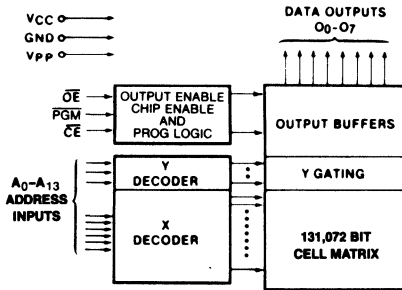 VCC
GND
VPP
DATA OUTPUTS
O0-O7
OE
PGM
CE
OUTPUT ENABLE
CHIP ENABLE
AND
PROG LOGIC
OUTPUT BUFFERS
A0-A13
ADDRESS
INPUTS
Y
DECODER
Y GATING
X
DECODER
131,072 BIT
CELL MATRIX